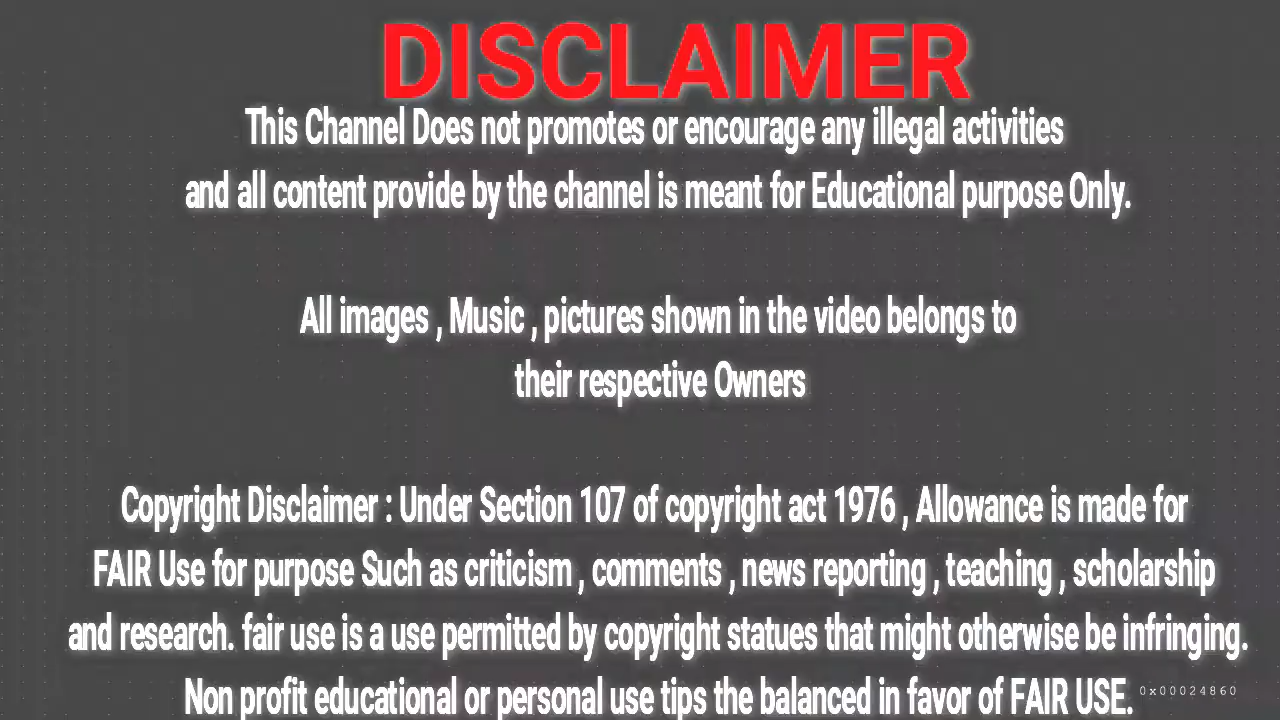 DISCLAIMER
This Channel Does not promotes or encourage any illegal activities
and all content provide by the channel is meant for Educational purpose Only.
All images , Music , pictures shown in the video belongs to
their respective Owners
Copyright Disclaimer : Under Section 107 of copyright act 1976 , Allowance is made for
FAIR Use for purpose Such as criticism , comments , news reporting , teaching , scholarship
and research. fair use is a use permitted by copyright statues that might otherwise be infringing.
Non profit educational or personal use tips the balanced in favor of FAIR USE.
0x00024860